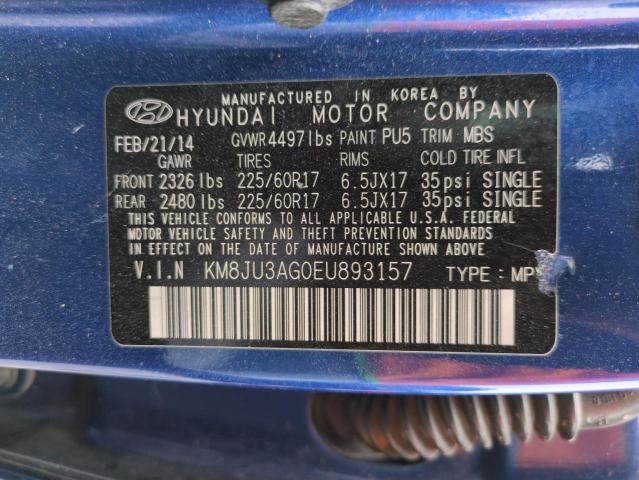 MANUFACTURED IN KOREA BY
HYUNDAI MOTOR COMPANY
FEB/21/14 GVWR 4497lbs PAINT PU5 TRIM MBS
GAWR TIRES RIMS COLD TIRE INFL
FRONT 2326 lbs 225/60R17 6.5JX17 35psi SINGLE
REAR 2480 lbs 225/60R17 6.5JX17 35psi SINGLE
THIS VEHICLE CONFORMS TO ALL APPLICABLE U.S.A. FEDERAL
MOTOR VEHICLE SAFETY AND THEFT PREVENTION STANDARDS
IN EFFECT ON THE DATE OF MANUFACTURE SHOWN ABOVE
V.I.N KM8JU3AG0EU893157 TYPE : MP